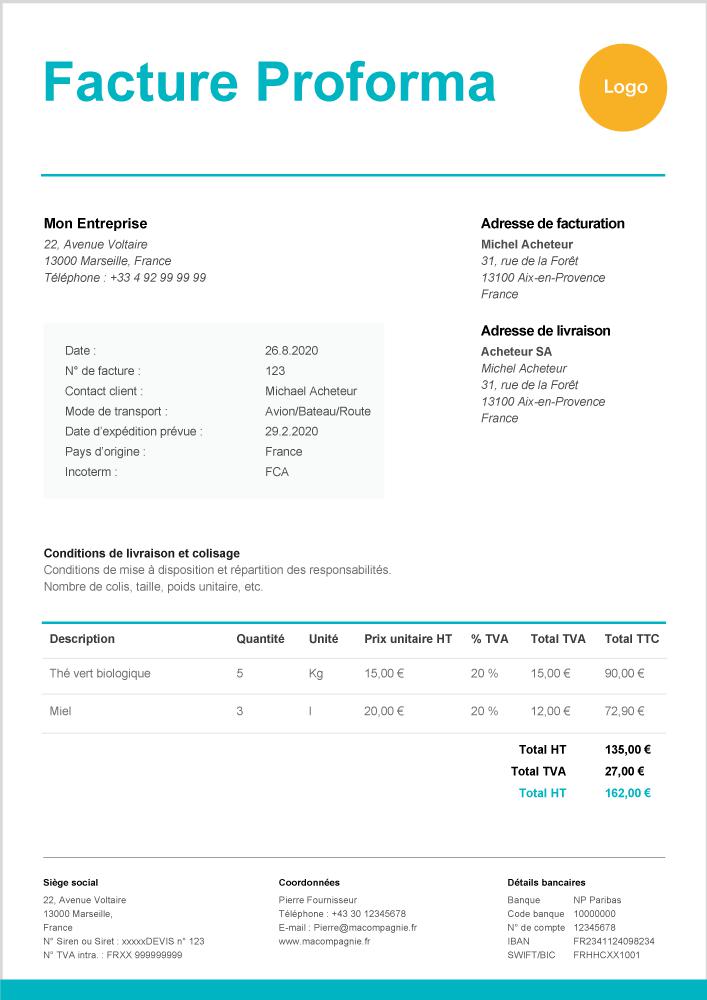 Facture Proforma
Logo
Mon Entreprise
22, Avenue Voltaire
13000 Marseille, France
Téléphone : +33 4 92 99 99 99
Adresse de facturation
Michel Acheteur
31, rue de la Forêt
13100 Aix-en-Provence
France
Adresse de livraison
Acheteur SA
Michel Acheteur
31, rue de la Forêt
13100 Aix-en-Provence
France
Date : 26.8.2020
N° de facture : 123
Contact client : Michael Acheteur
Mode de transport : Avion/Bateau/Route
Date d'expédition prévue : 29.2.2020
Pays d'origine : France
Incoterm : FCA
Conditions de livraison et colisage
Conditions de mise à disposition et répartition des responsabilités.
Nombre de colis, taille, poids unitaire, etc.
Description Quantité Unité Prix unitaire HT % TVA Total TVA Total TTC
Thé vert biologique 5 Kg 15,00 € 20 % 15,00 € 90,00 €
Miel 3 l 20,00 € 20 % 12,00 € 72,90 €
Total HT 135,00 €
Total TVA 27,00 €
Total HT 162,00 €
Siège social
22, Avenue Voltaire
13000 Marseille,
France
N° Siren ou Siret : xxxxxDEVIS n° 123
N° TVA intra. : FRXX 999999999
Coordonnées
Pierre Fournisseur
Téléphone : +43 30 12345678
E-mail : Pierre@macompagnie.fr
www.macompagnie.fr
Détails bancaires
Banque NP Paribas
Code banque 10000000
N° de compte 12345678
IBAN FR2341124098234
SWIFT/BIC FRHHCXX1001